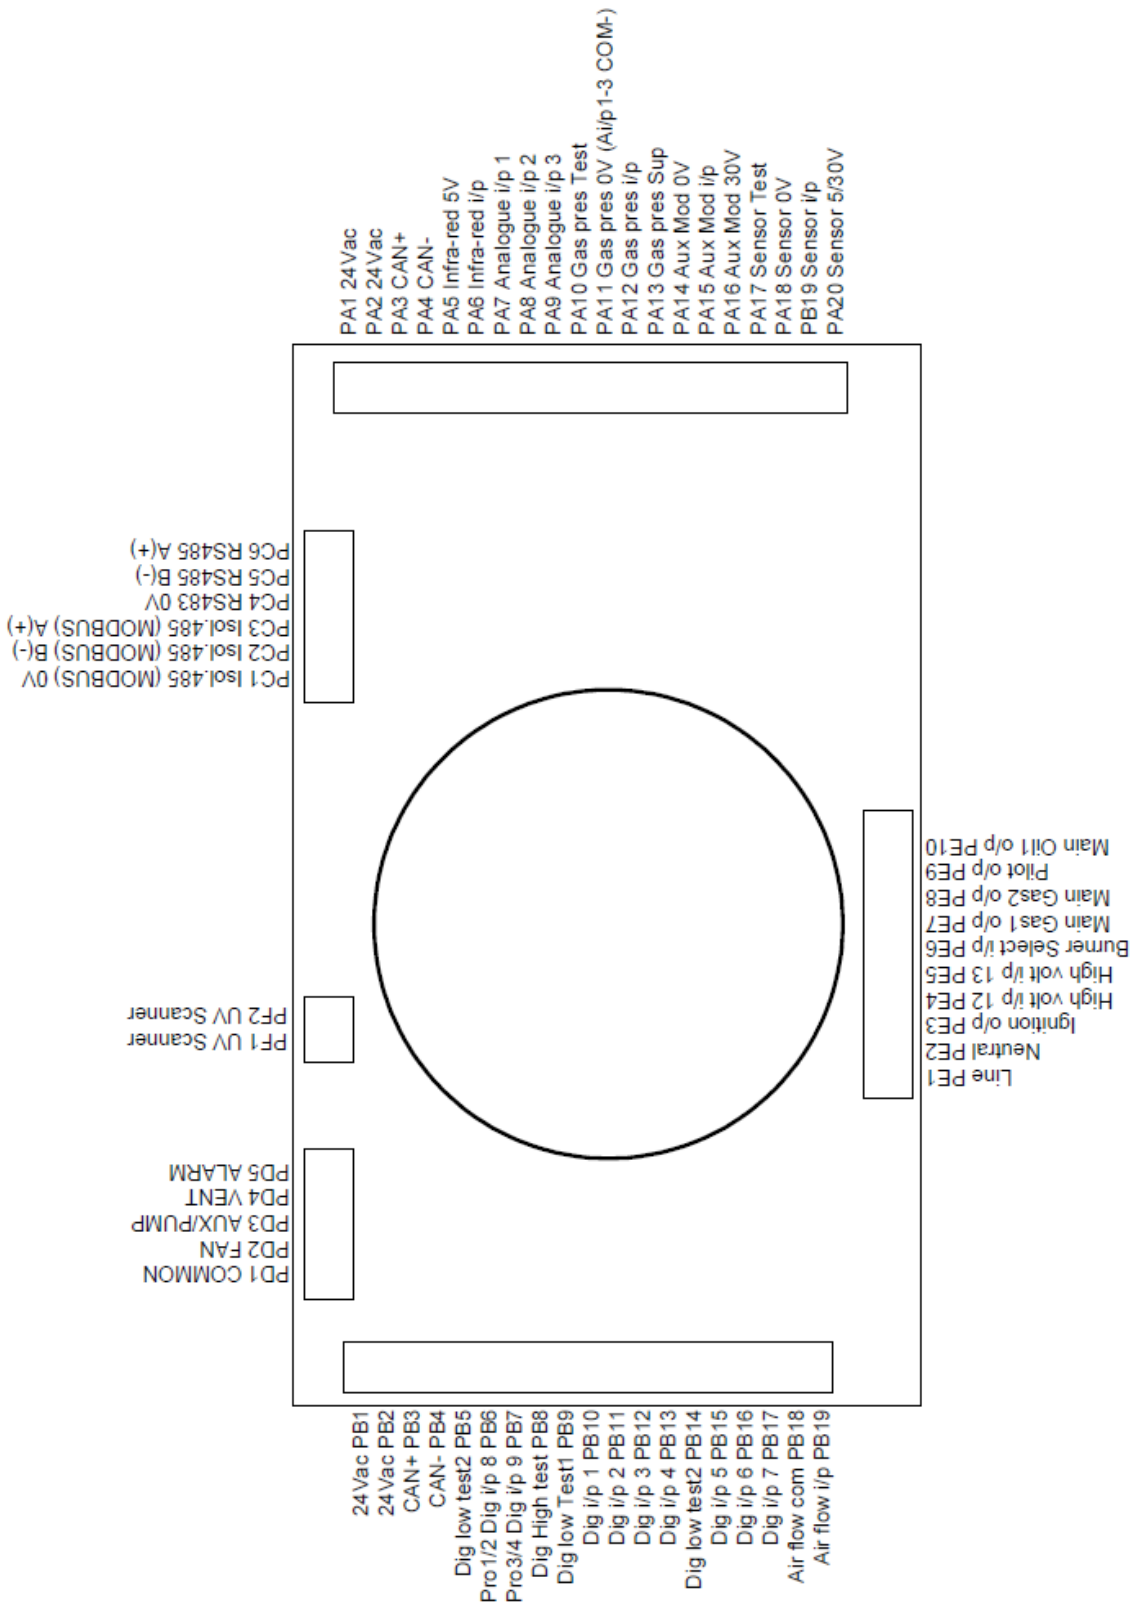 PA1 24Vac
PA2 24Vac
PA3 CAN+
PA4 CAN-
PA5 Infra-red 5V
PA6 Infra-red i/p
PA7 Analogue i/p 1
PA8 Analogue i/p 2
PA9 Analogue i/p 3
PA10 Gas pres Test
PA11 Gas pres 0V (Ai/p1-3 COM-)
PA12 Gas pres i/p
PA13 Gas pres Sup
PA14 Aux Mod 0V
PA15 Aux Mod i/p
PA16 Aux Mod 30V
PA17 Sensor Test
PA18 Sensor 0V
PB19 Sensor i/p
PA20 Sensor 5/30V
PC6 RS485 A(+)
PC5 RS485 B(-)
PC4 RS483 0V
PC3 Isol.485 (MODBUS) A(+)
PC2 Isol.485 (MODBUS) B(-)
PC1 Isol.485 (MODBUS) 0V
PF2 UV Scanner
PF1 UV Scanner
PD5 ALARM
PD4 VENT
PD3 AUX/PUMP
PD2 FAN
PD1 COMMON
Main Oil1 o/p PE10
Pilot o/p PE9
Main Gas2 o/p PE8
Main Gas1 o/p PE7
Burner Select i/p PE6
High volt i/p 13 PE5
High volt i/p 12 PE4
Ignition o/p PE3
Neutral PE2
Line PE1
24Vac PB1
24Vac PB2
CAN+ PB3
CAN- PB4
Dig low test2 PB5
Pro1/2 Dig i/p 8 PB6
Pro3/4 Dig i/p 9 PB7
Dig High test PB8
Dig low Test1 PB9
Dig i/p 1 PB10
Dig i/p 2 PB11
Dig i/p 3 PB12
Dig i/p 4 PB13
Dig low test2 PB14
Dig i/p 5 PB15
Dig i/p 6 PB16
Dig i/p 7 PB17
Air flow com PB18
Air flow i/p PB19